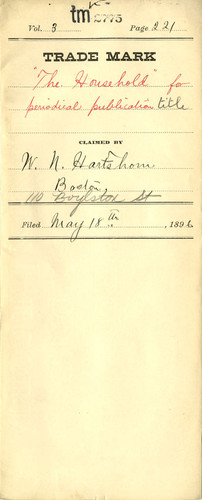 tm 2775
Vol. 3 Page 221
TRADE MARK
"The Household" for
periodical publication title
CLAIMED BY
W. N. Hartshorn
Boston,
110 Boylston St
Filed May 18th, 1896